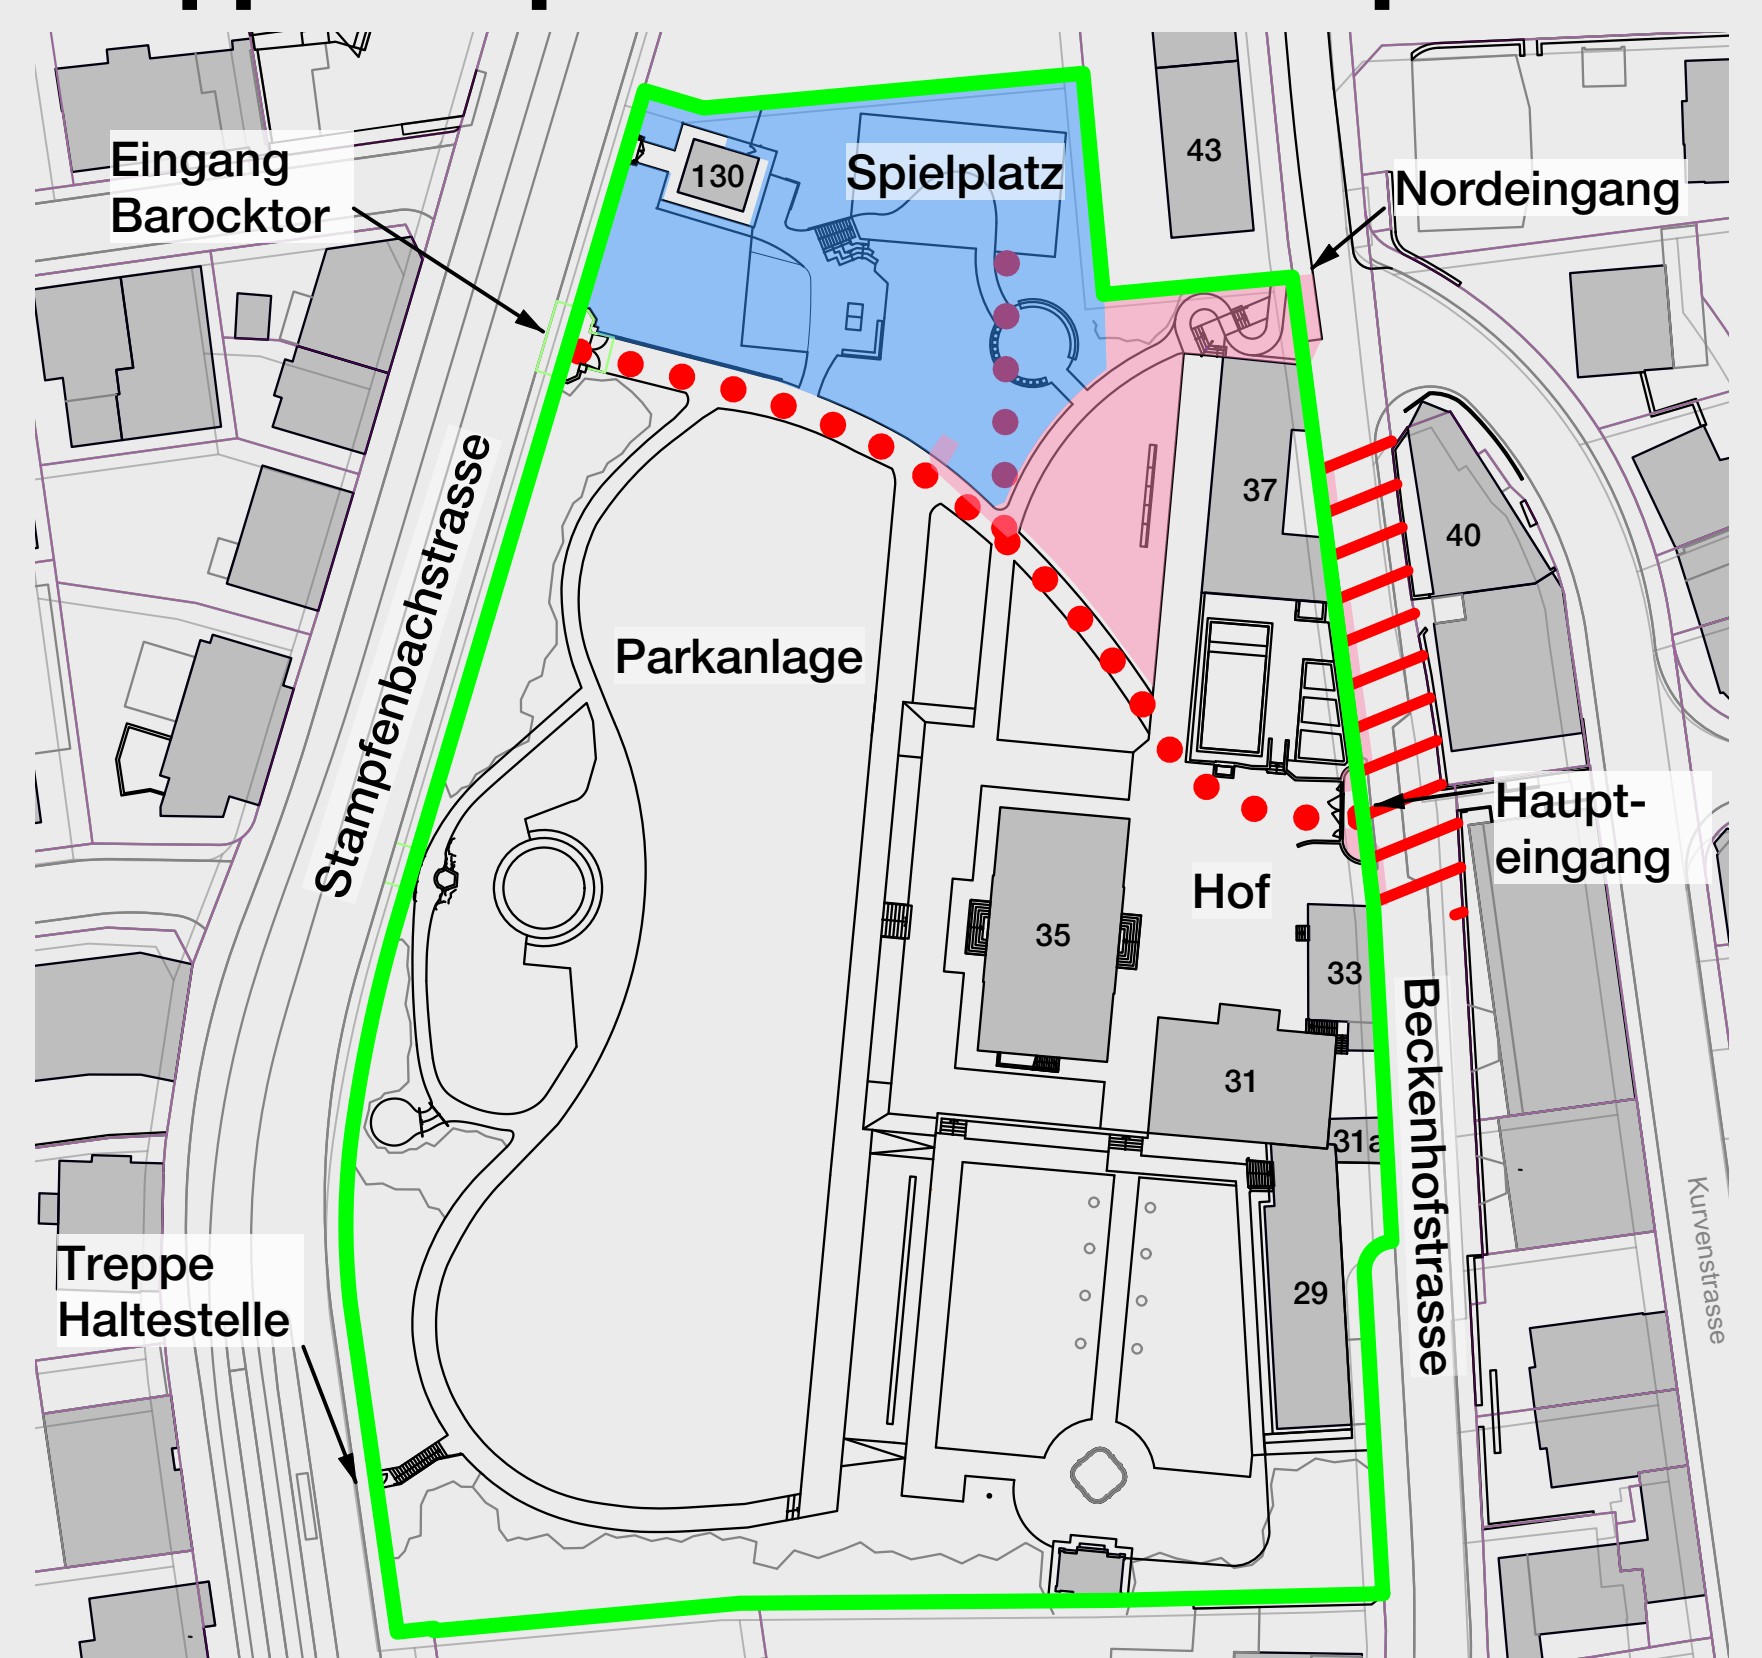 Eingang
Barocktor
130
Spielplatz
43
Nordeingang
37
40
Stampfenbachstrasse
Parkanlage
Haupt-
eingang
Hof
35
33
31
31a
Beckenhofstrasse
Kurvenstrasse
Treppe
Haltestelle
29